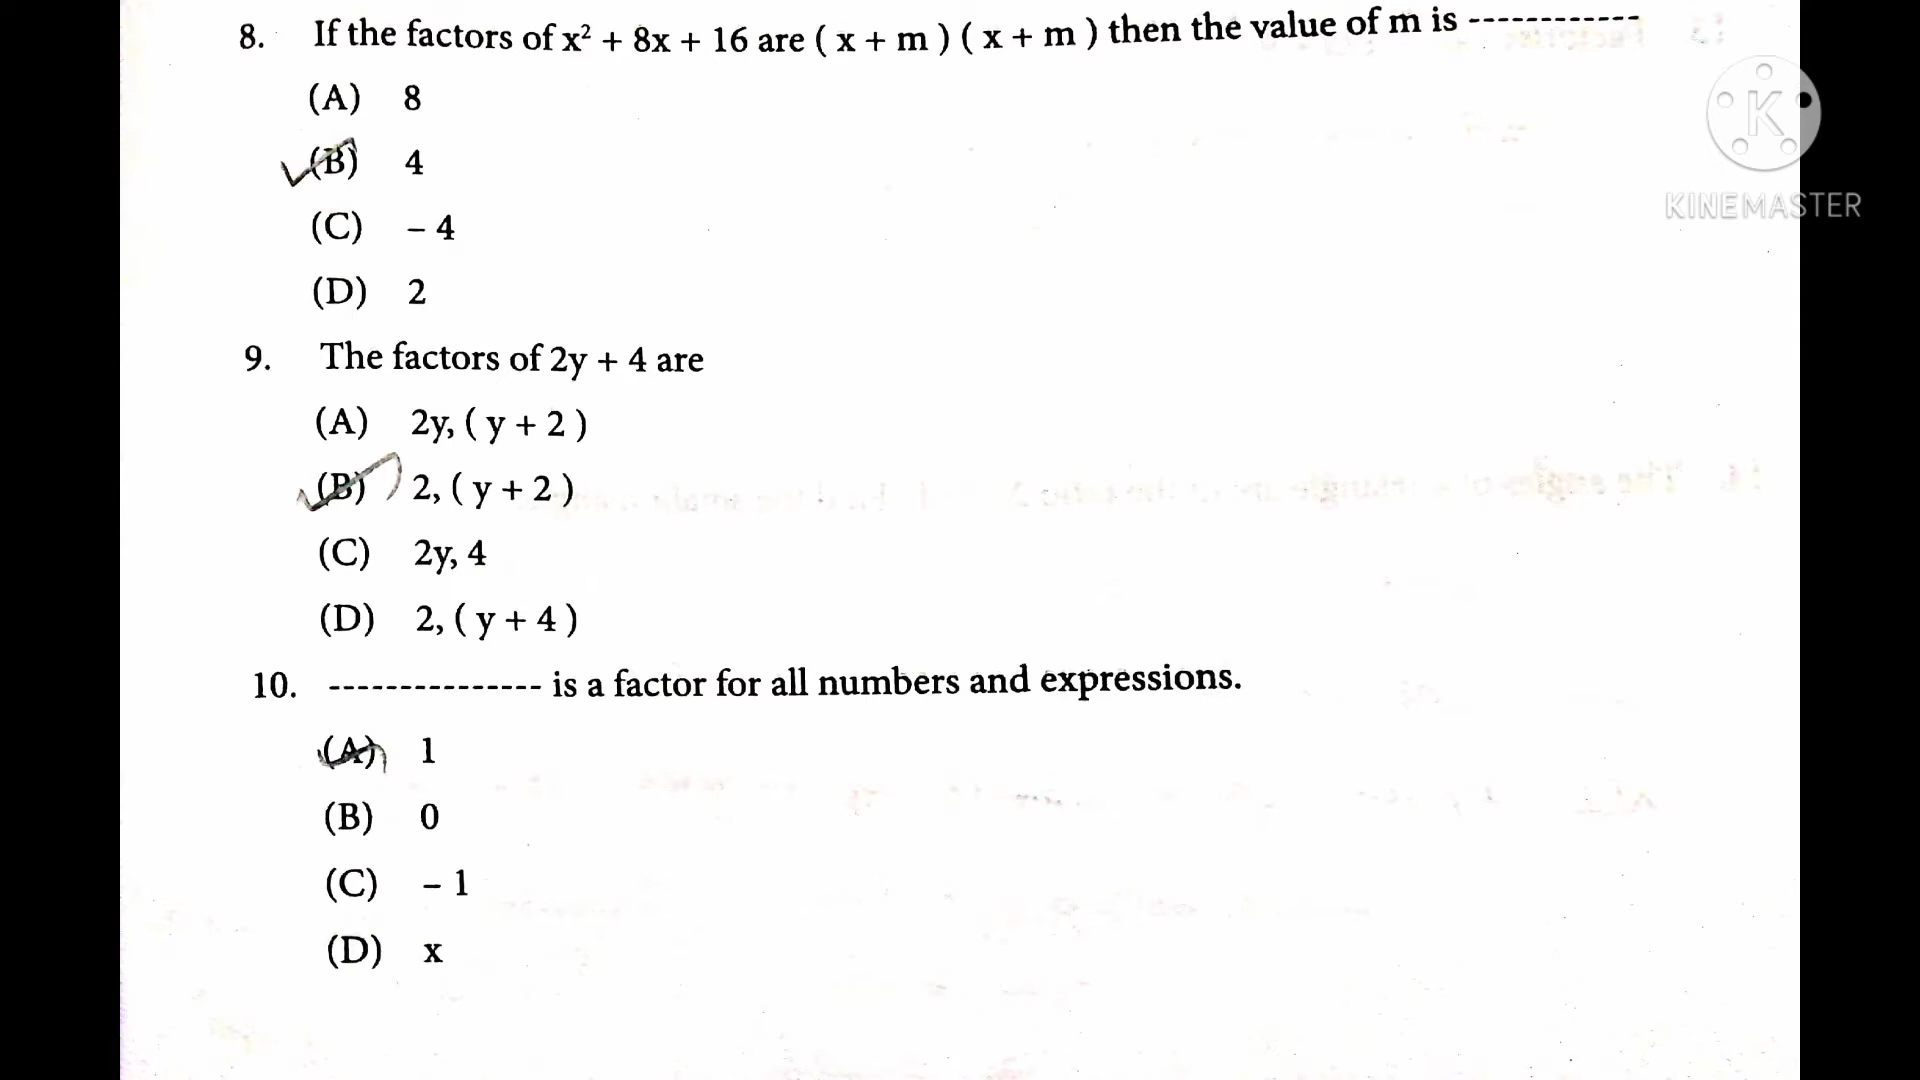 8. If the factors of x² + 8x + 16 are ( x + m ) ( x + m ) then the value of m is ------------
(A) 8
(B) 4
(C) – 4
(D) 2
9. The factors of 2y + 4 are
(A) 2y, ( y + 2 )
(B) 2, ( y + 2 )
(C) 2y, 4
(D) 2, ( y + 4 )
10. --------------- is a factor for all numbers and expressions.
(A) 1
(B) 0
(C) – 1
(D) x
K
KINEMASTER